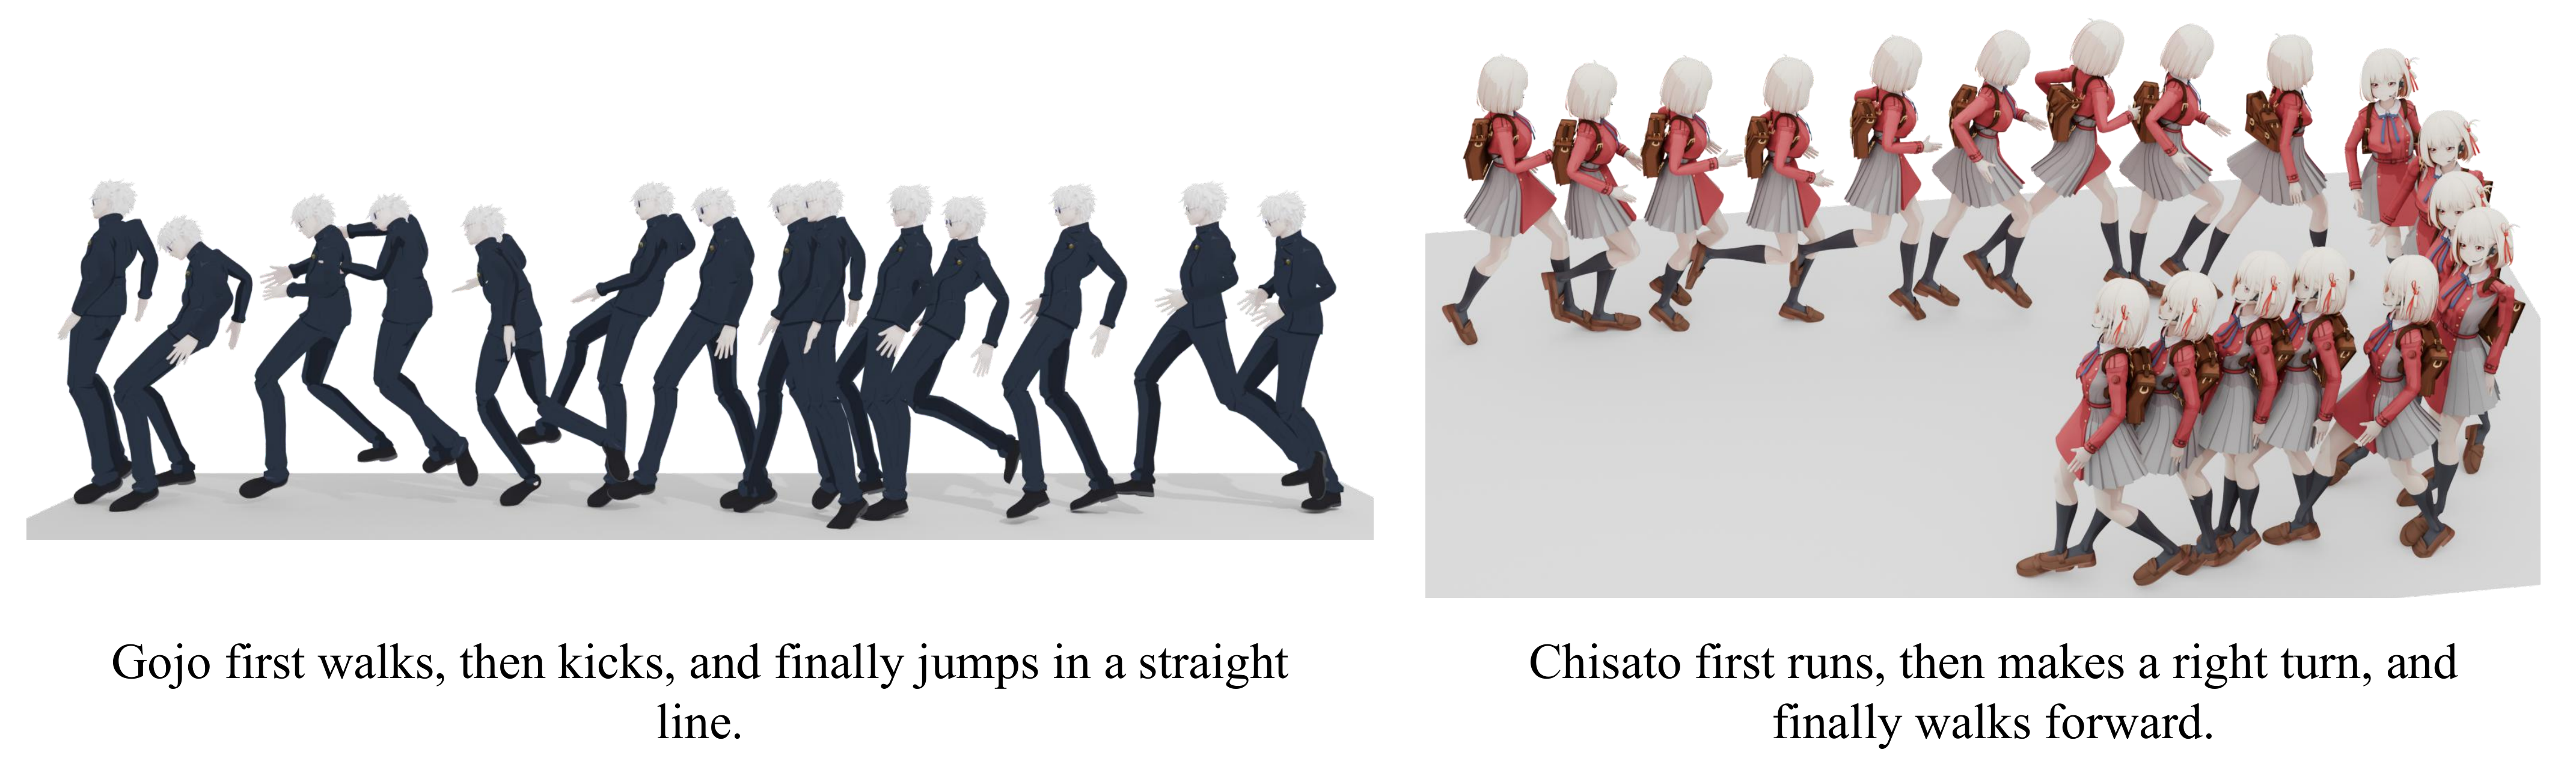 Gojo first walks, then kicks, and finally jumps in a straight
line.
Chisato first runs, then makes a right turn, and
finally walks forward.